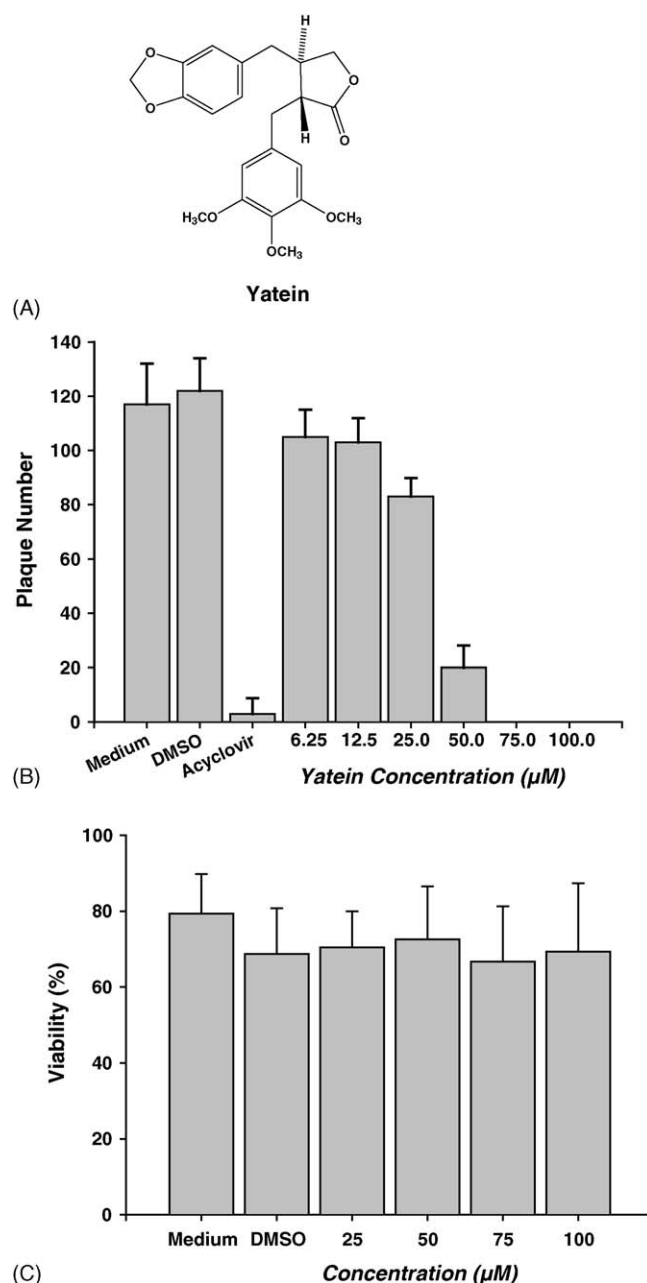 H
O
O
O
O
H
H₃CO
OCH₃
OCH₃
Yatein
(A)
140
120
100
80
60
40
20
0
Plaque Number
Medium DMSO Acyclovir 6.25 12.5 25.0 50.0 75.0 100.0
Yatein Concentration (µM)
(B)
100
80
60
40
20
0
Viability (%)
Medium DMSO 25 50 75 100
Concentration (µM)
(C)